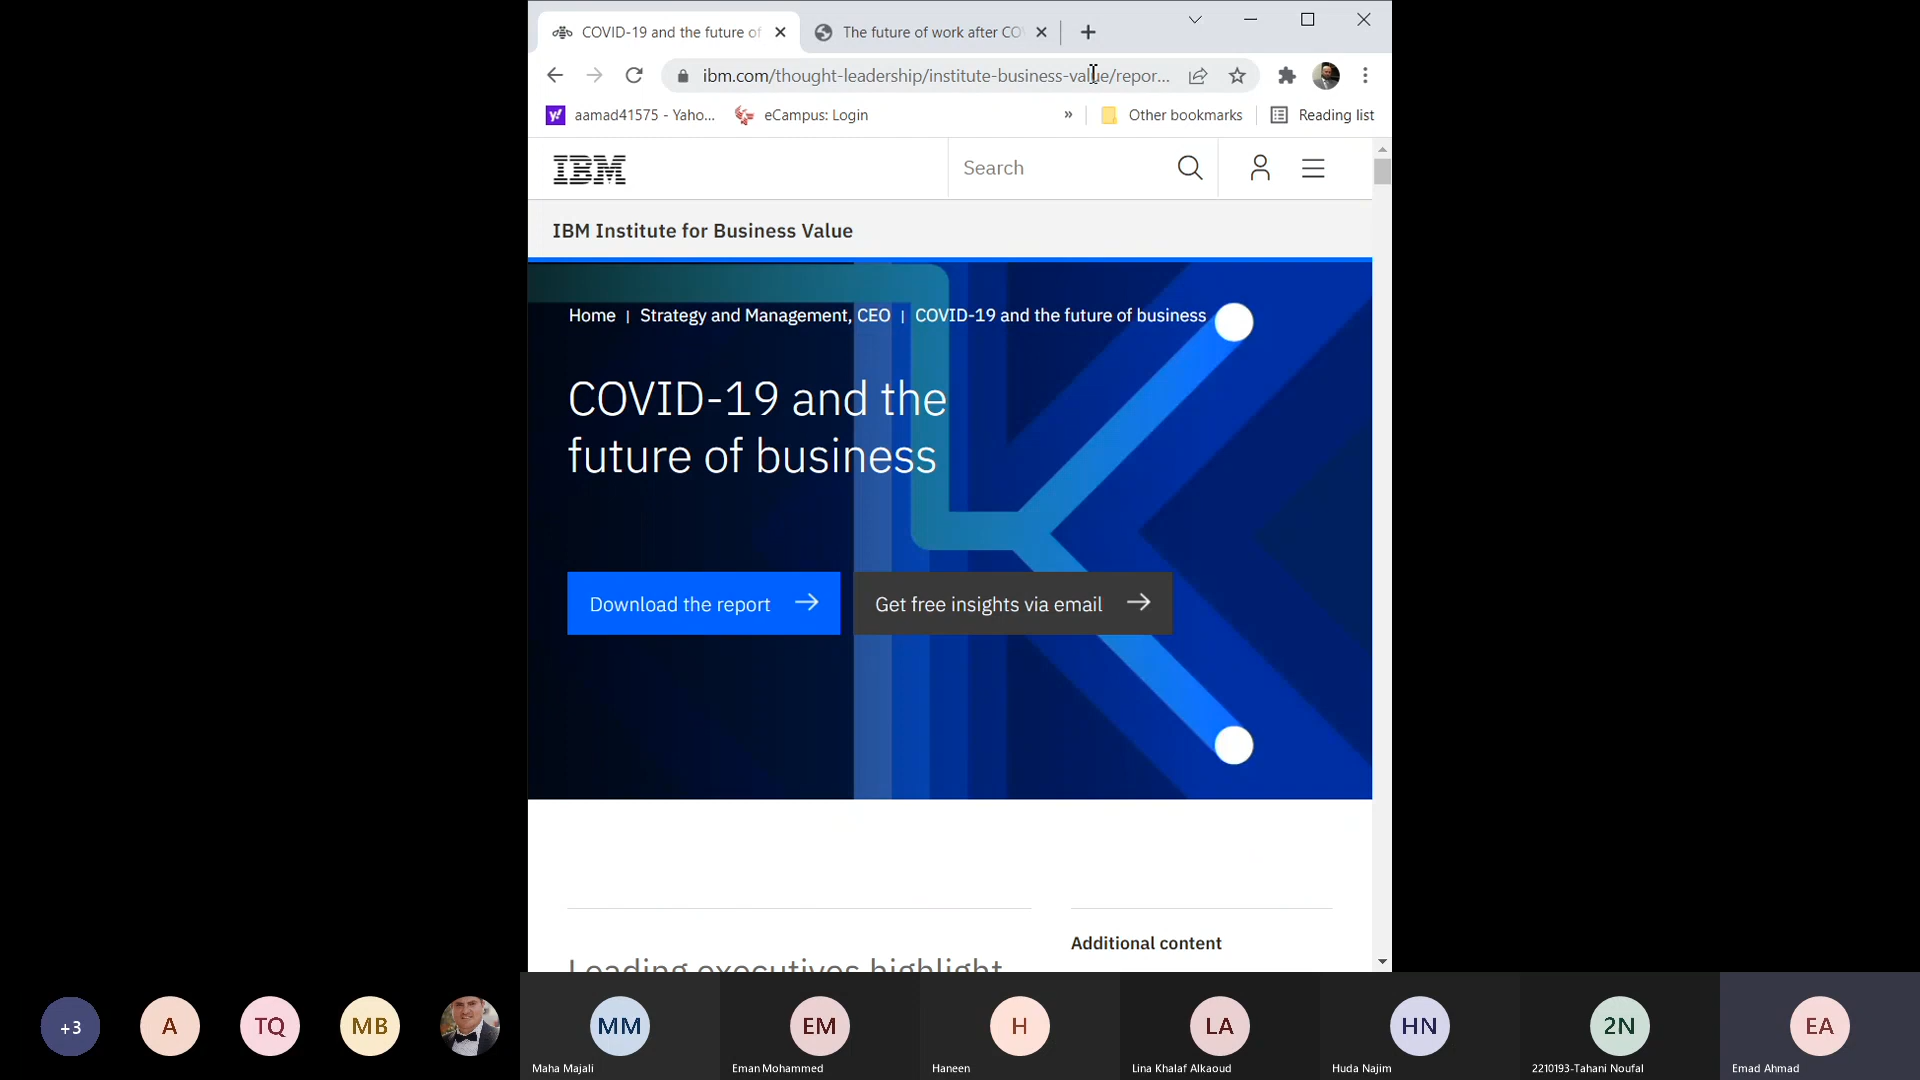 COVID-19 and the future of
The future of work after CO
ibm.com/thought-leadership/institute-business-value/repor...
aamad41575 - Yaho...
eCampus: Login
»
Other bookmarks
Reading list
IBM
Search
IBM Institute for Business Value
Home | Strategy and Management, CEO | COVID-19 and the future of business
COVID-19 and the
future of business
Download the report
Get free insights via email
Additional content
Leading executives highlight
+3
A
TQ
MB
MM
EM
H
LA
HN
2N
EA
Maha Majali
Eman Mohammed
Haneen
Lina Khalaf Alkaoud
Huda Najim
2210193-Tahani Noufal
Emad Ahmad